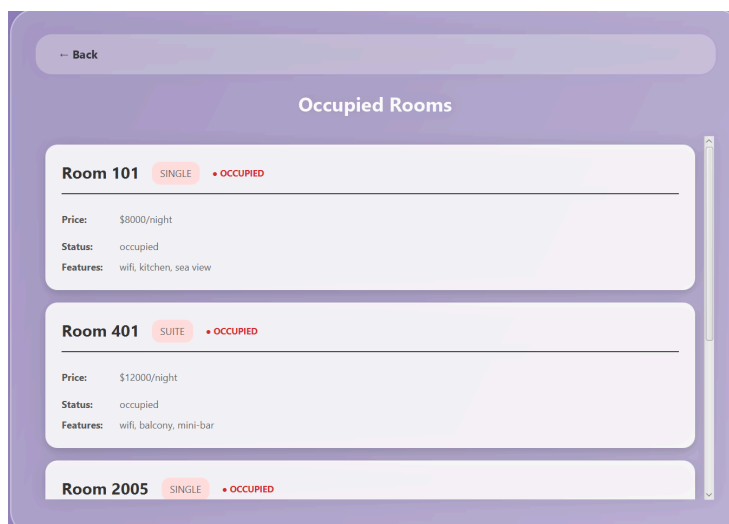 ← Back
Occupied Rooms
Room 101 SINGLE ● OCCUPIED
Price: $8000/night
Status: occupied
Features: wifi, kitchen, sea view
Room 401 SUITE ● OCCUPIED
Price: $12000/night
Status: occupied
Features: wifi, balcony, mini-bar
Room 2005 SINGLE ● OCCUPIED